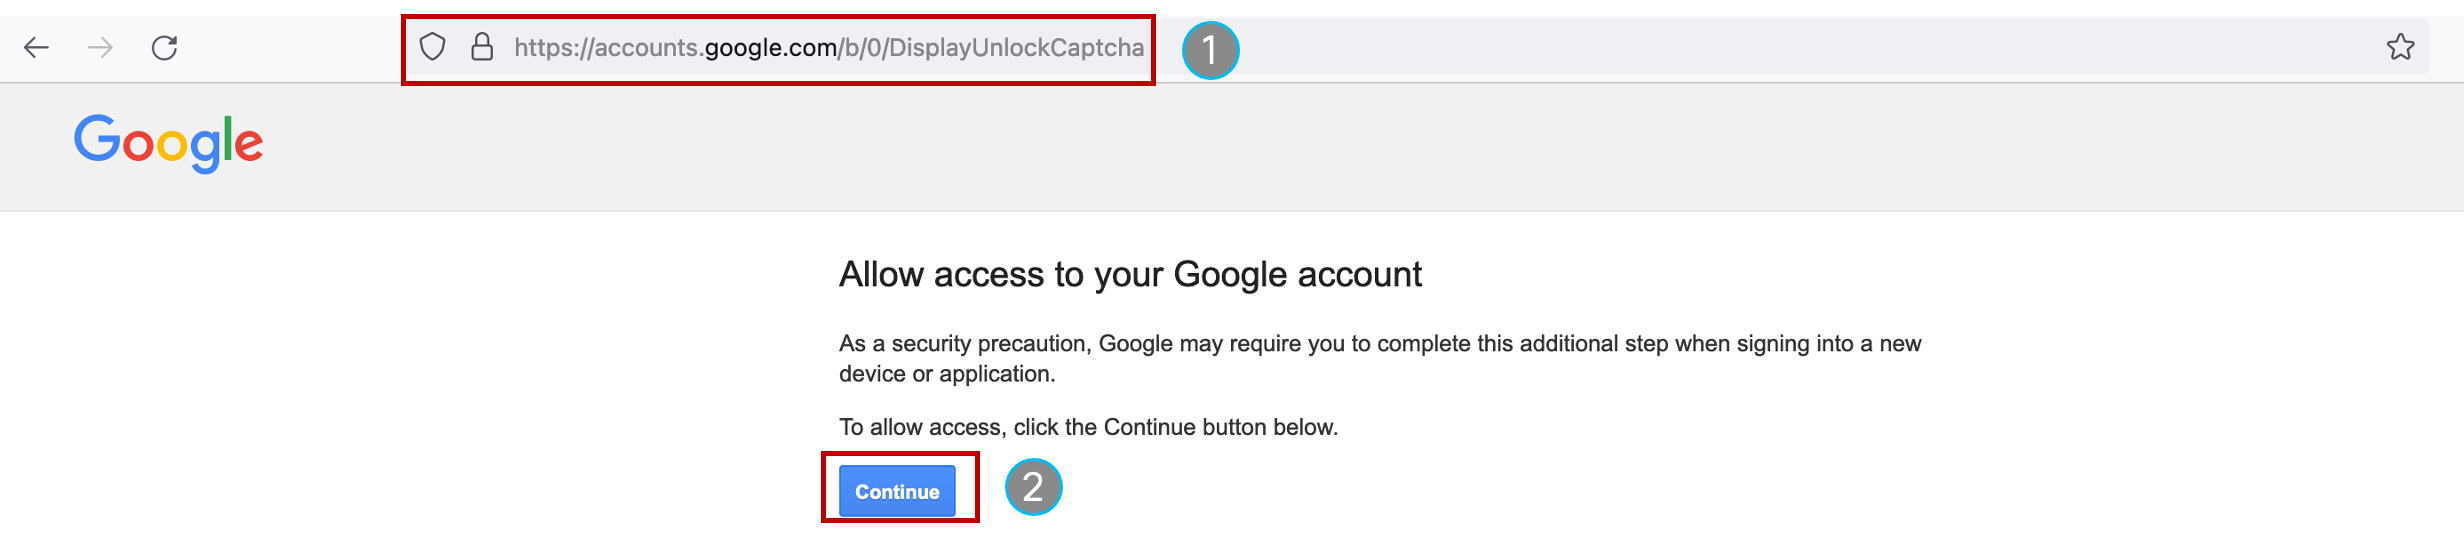 https://accounts.google.com/b/0/DisplayUnlockCaptcha
1
Google
Allow access to your Google account
As a security precaution, Google may require you to complete this additional step when signing into a new
device or application.
To allow access, click the Continue button below.
Continue
2